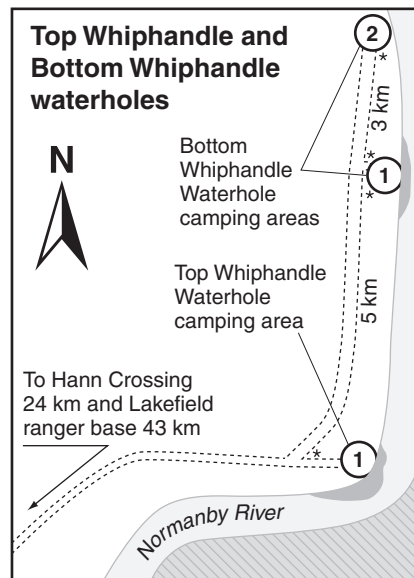 Top Whiphandle and
Bottom Whiphandle
waterholes
2
*
3 km
N
Bottom
Whiphandle
Waterhole
camping areas
*
1
*
Top Whiphandle
Waterhole
camping area
5 km
To Hann Crossing
24 km and Lakefield
ranger base 43 km
*
1
Normanby River